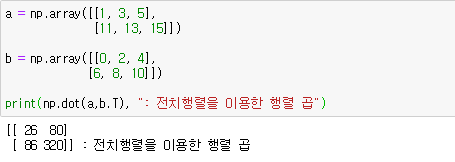 a = np.array([[1, 3, 5],
[11, 13, 15]])
b = np.array([[0, 2, 4],
[6, 8, 10]])
print(np.dot(a,b.T), ": 전치행렬을 이용한 행렬 곱")
[[ 26  80]
[ 86 320]] : 전치행렬을 이용한 행렬 곱